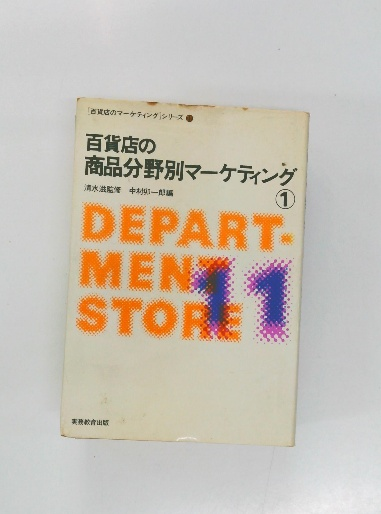 「百貨店のマーケティング」シリーズ
百貨店の
商品分野別マーケティング
①
清水滋監修 中村卯一郎編
DEPART-
MENT
STORE 11
実務教育出版